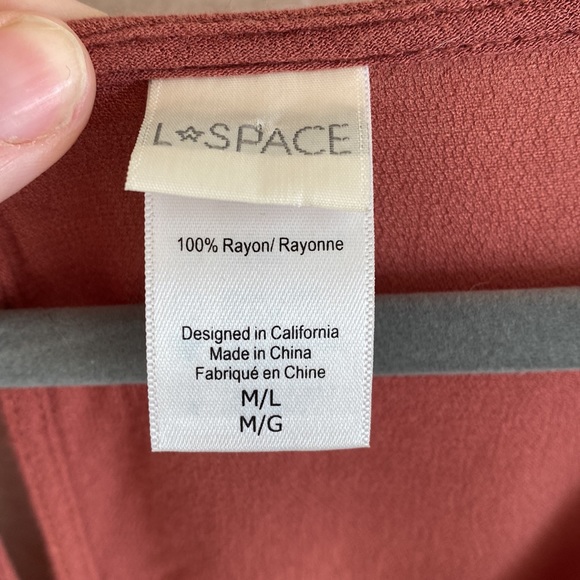 L☆SPACE
100% Rayon/ Rayonne
Designed in California
Made in China
Fabriqué en Chine
M/L
M/G